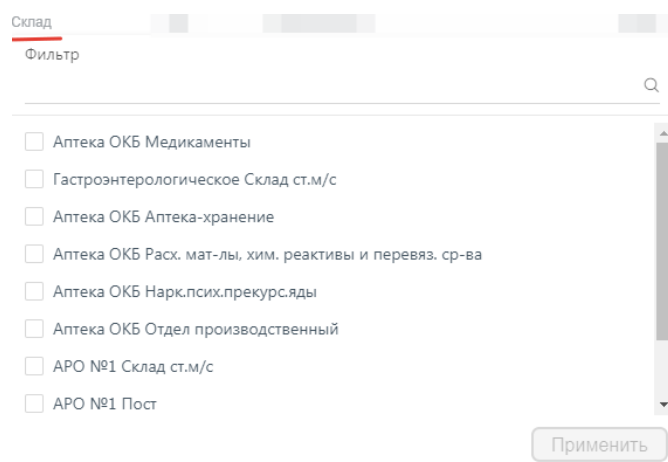 Склад
Фильтр
Аптека ОКБ Медикаменты
Гастроэнтерологическое Склад ст.м/с
Аптека ОКБ Аптека-хранение
Аптека ОКБ Расх. мат-лы, хим. реактивы и перевяз. ср-ва
Аптека ОКБ Нарк.псих.прекурс.яды
Аптека ОКБ Отдел производственный
АРО №1 Склад ст.м/с
АРО №1 Пост
Применить